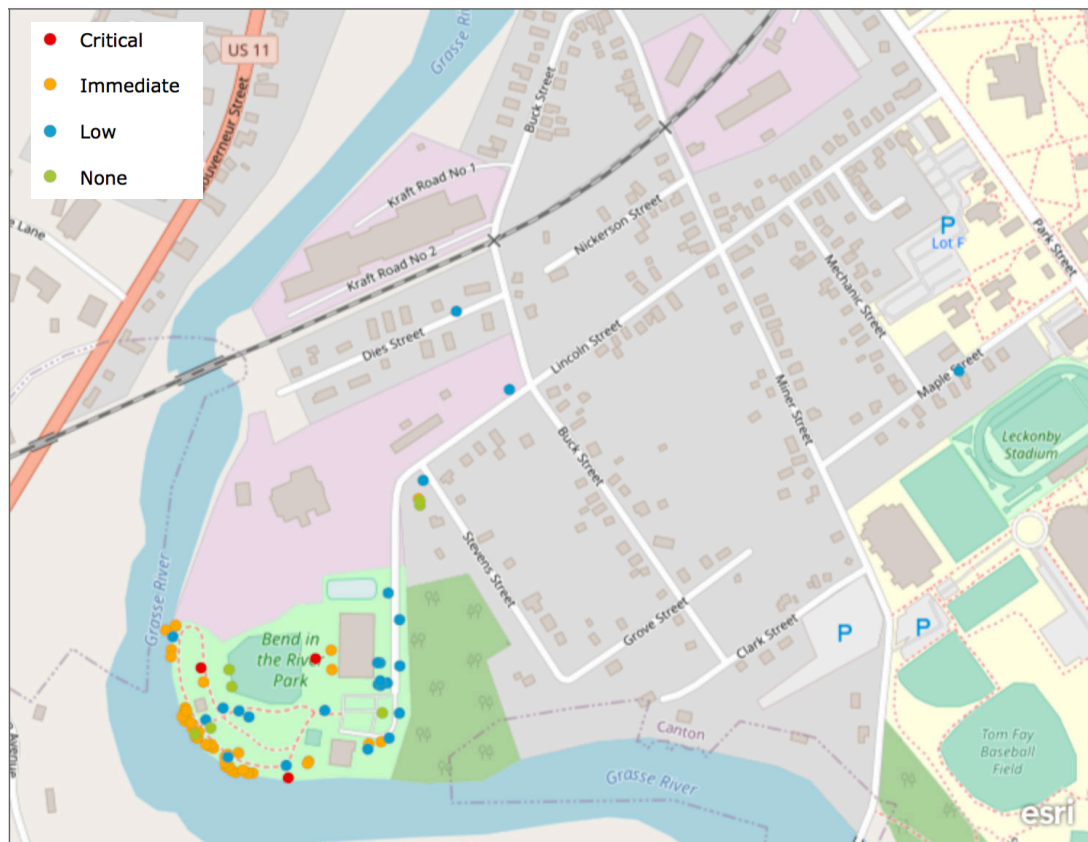 Critical
Immediate
Low
None
US 11
Gouverneur Street
Grasse Ri
Buck Street
Kraft Road No 1
Kraft Road No 2
Nickerson Street
Dies Street
Lincoln Street
Mechanic Street
Park Street
P
Lot F
Maple Street
Miner Street
Leckonby
Stadium
Buck Street
Stevens Street
Grasse River
Bend in
the River
Park
Grove Street
Clark Street
P
P
Canton
Grasse River
Tom Fay
Baseball
Field
Avenue
e Lane
esri